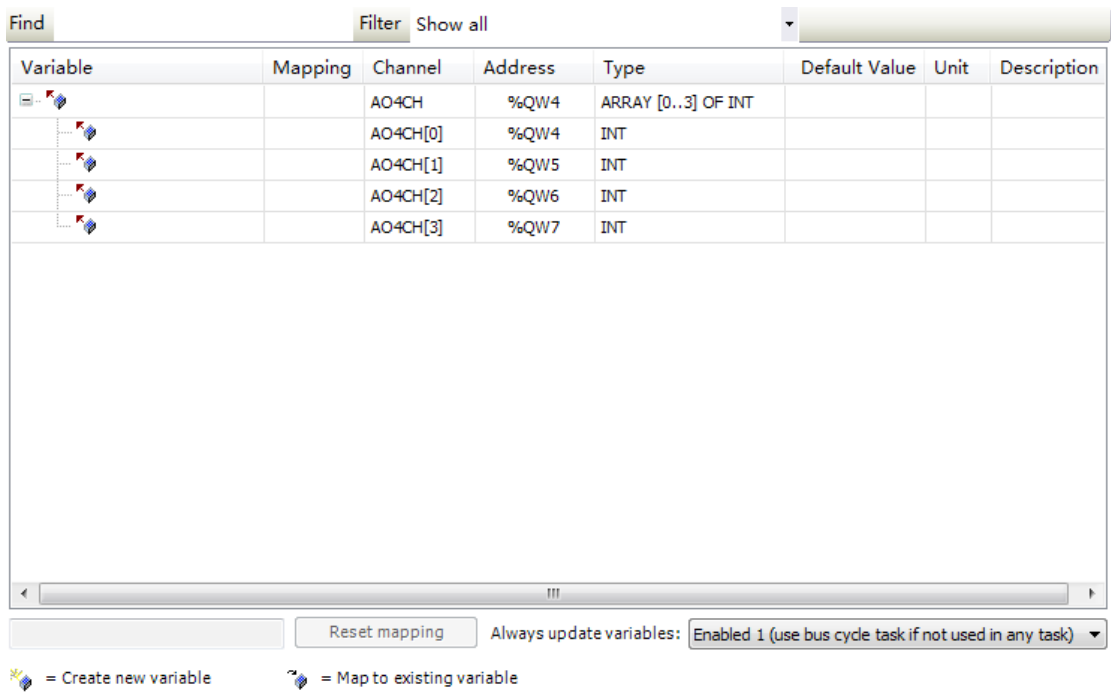 Find Filter Show all
Variable Mapping Channel Address Type Default Value Unit Description
AO4CH %QW4 ARRAY [0..3] OF INT
AO4CH[0] %QW4 INT
AO4CH[1] %QW5 INT
AO4CH[2] %QW6 INT
AO4CH[3] %QW7 INT
Reset mapping Always update variables: Enabled 1 (use bus cycle task if not used in any task)
= Create new variable = Map to existing variable